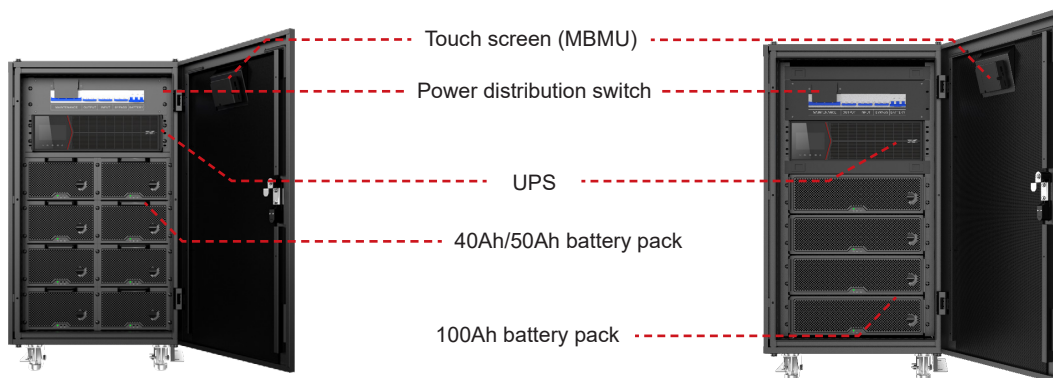 Touch screen (MBMU)
Power distribution switch
UPS
40Ah/50Ah battery pack
100Ah battery pack